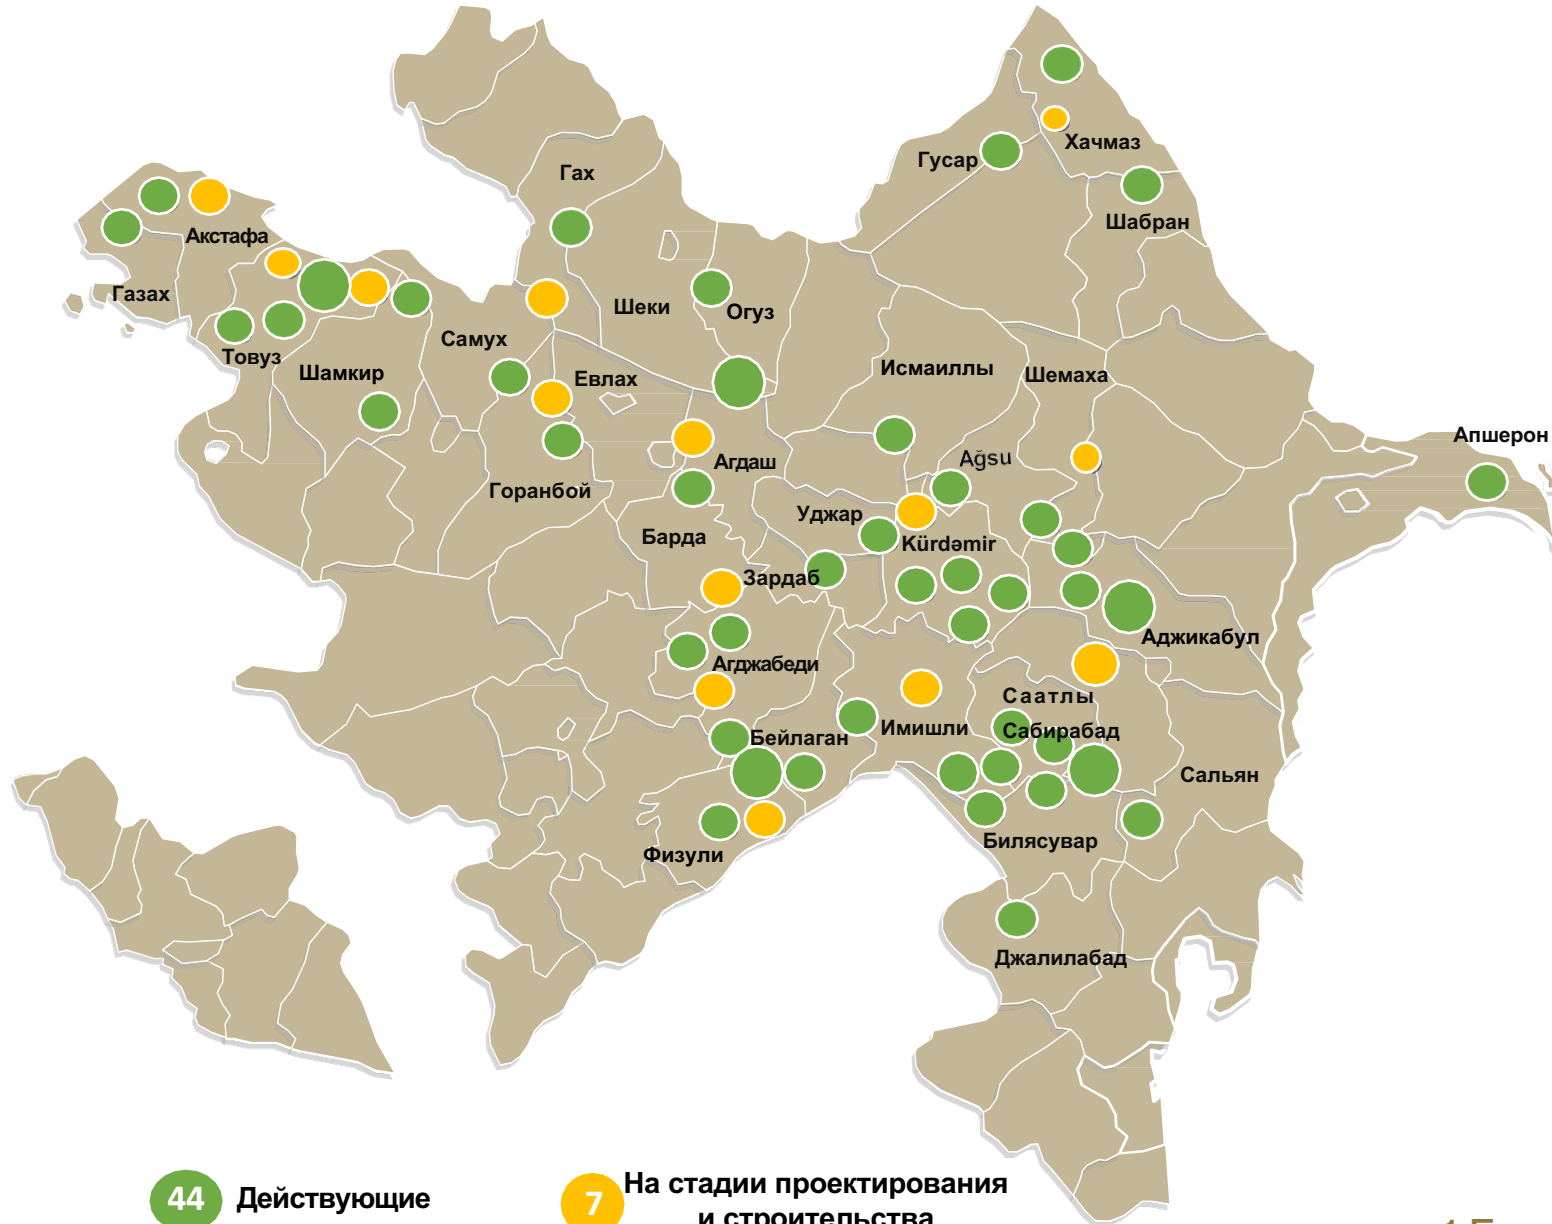 Хачмаз
Гусар
Гах
Шабран
Акстафа
Газах
Шеки
Огуз
Самух
Товуз
Шамкир
Исмаиллы
Шемаха
Евлах
Апшерон
Агдаш
Ağsu
Горанбой
Уджар
Барда
Kürdəmir
Зардаб
Аджикабул
Агджабеди
Саатлы
Имишли
Сабирабад
Бейлаган
Сальян
Билясувар
Физули
Джалилабад
44 Действующие
7 На стадии проектирования
и строительства